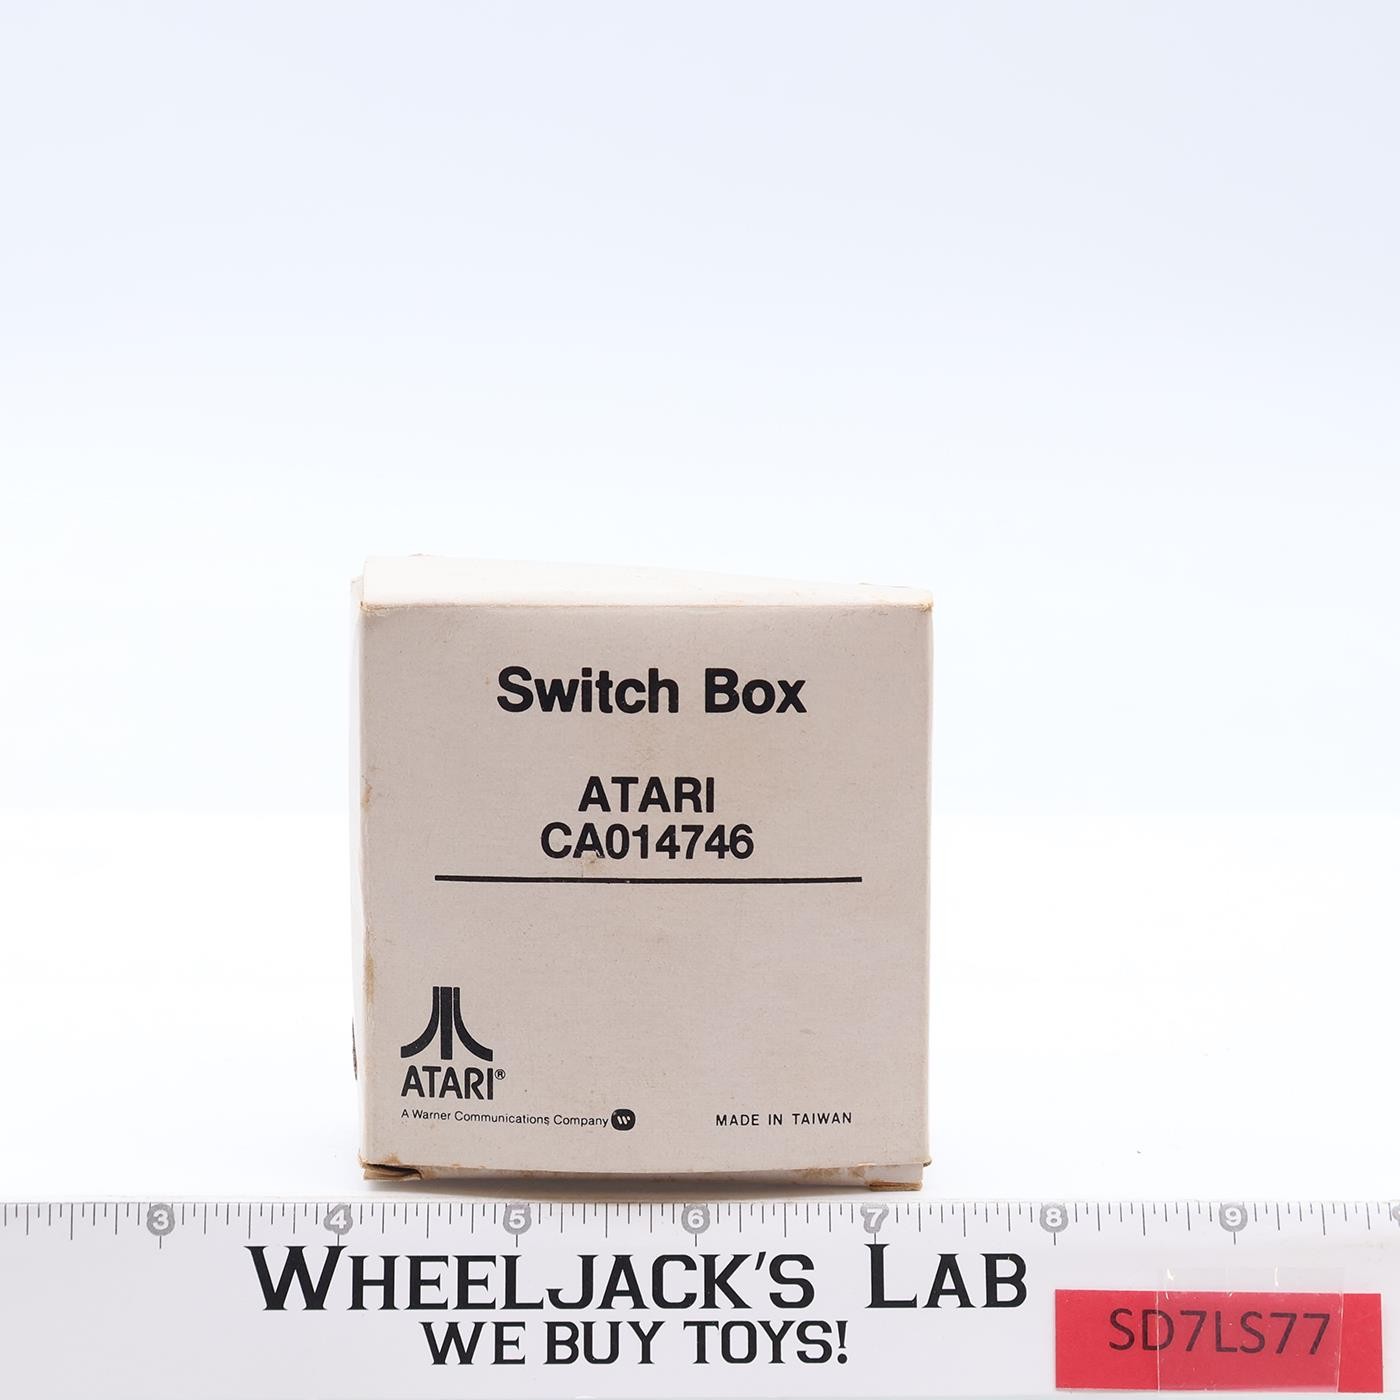 Switch Box
ATARI
CA014746
ATARI®
A Warner Communications Company
MADE IN TAIWAN
3 4 5 6 7 8 9
WHEELJACK'S LAB
WE BUY TOYS!
SD7LS77